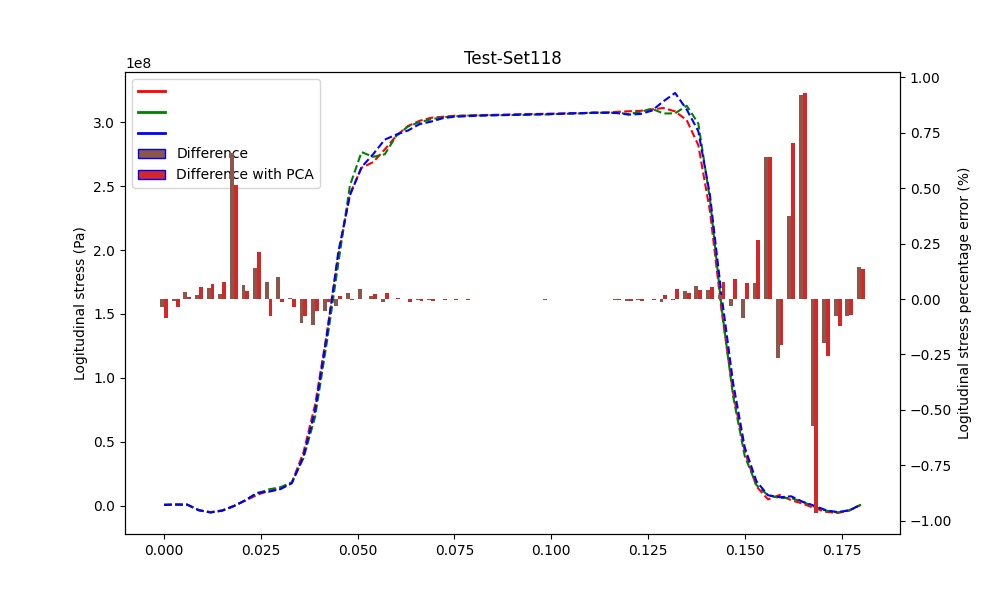 Test-Set118
1e8
Difference
Difference with PCA
3.0
2.5
2.0
1.5
1.0
0.5
0.0
Logitudinal stress (Pa)
1.00
0.75
0.50
0.25
0.00
−0.25
−0.50
−0.75
−1.00
Logitudinal stress percentage error (%)
0.000 0.025 0.050 0.075 0.100 0.125 0.150 0.175